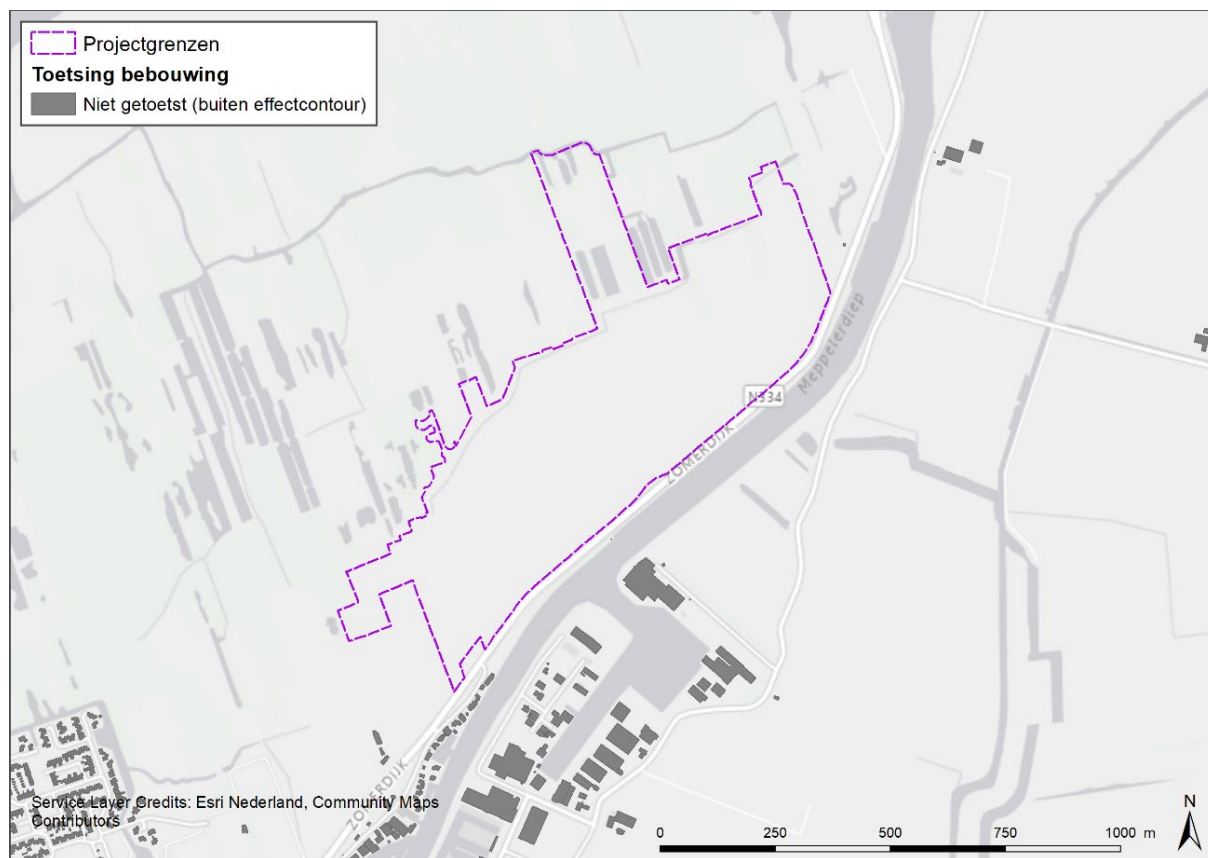 Projectgrenzen
Toetsing bebouwing
Niet getoetst (buiten effectcontour)
N334
Meppelerdiep
ZOMERDIJK
ZOMERDIJK
Service Layer Credits: Esri Nederland, Community Maps
Contributors
N
0 250 500 750 1000 m